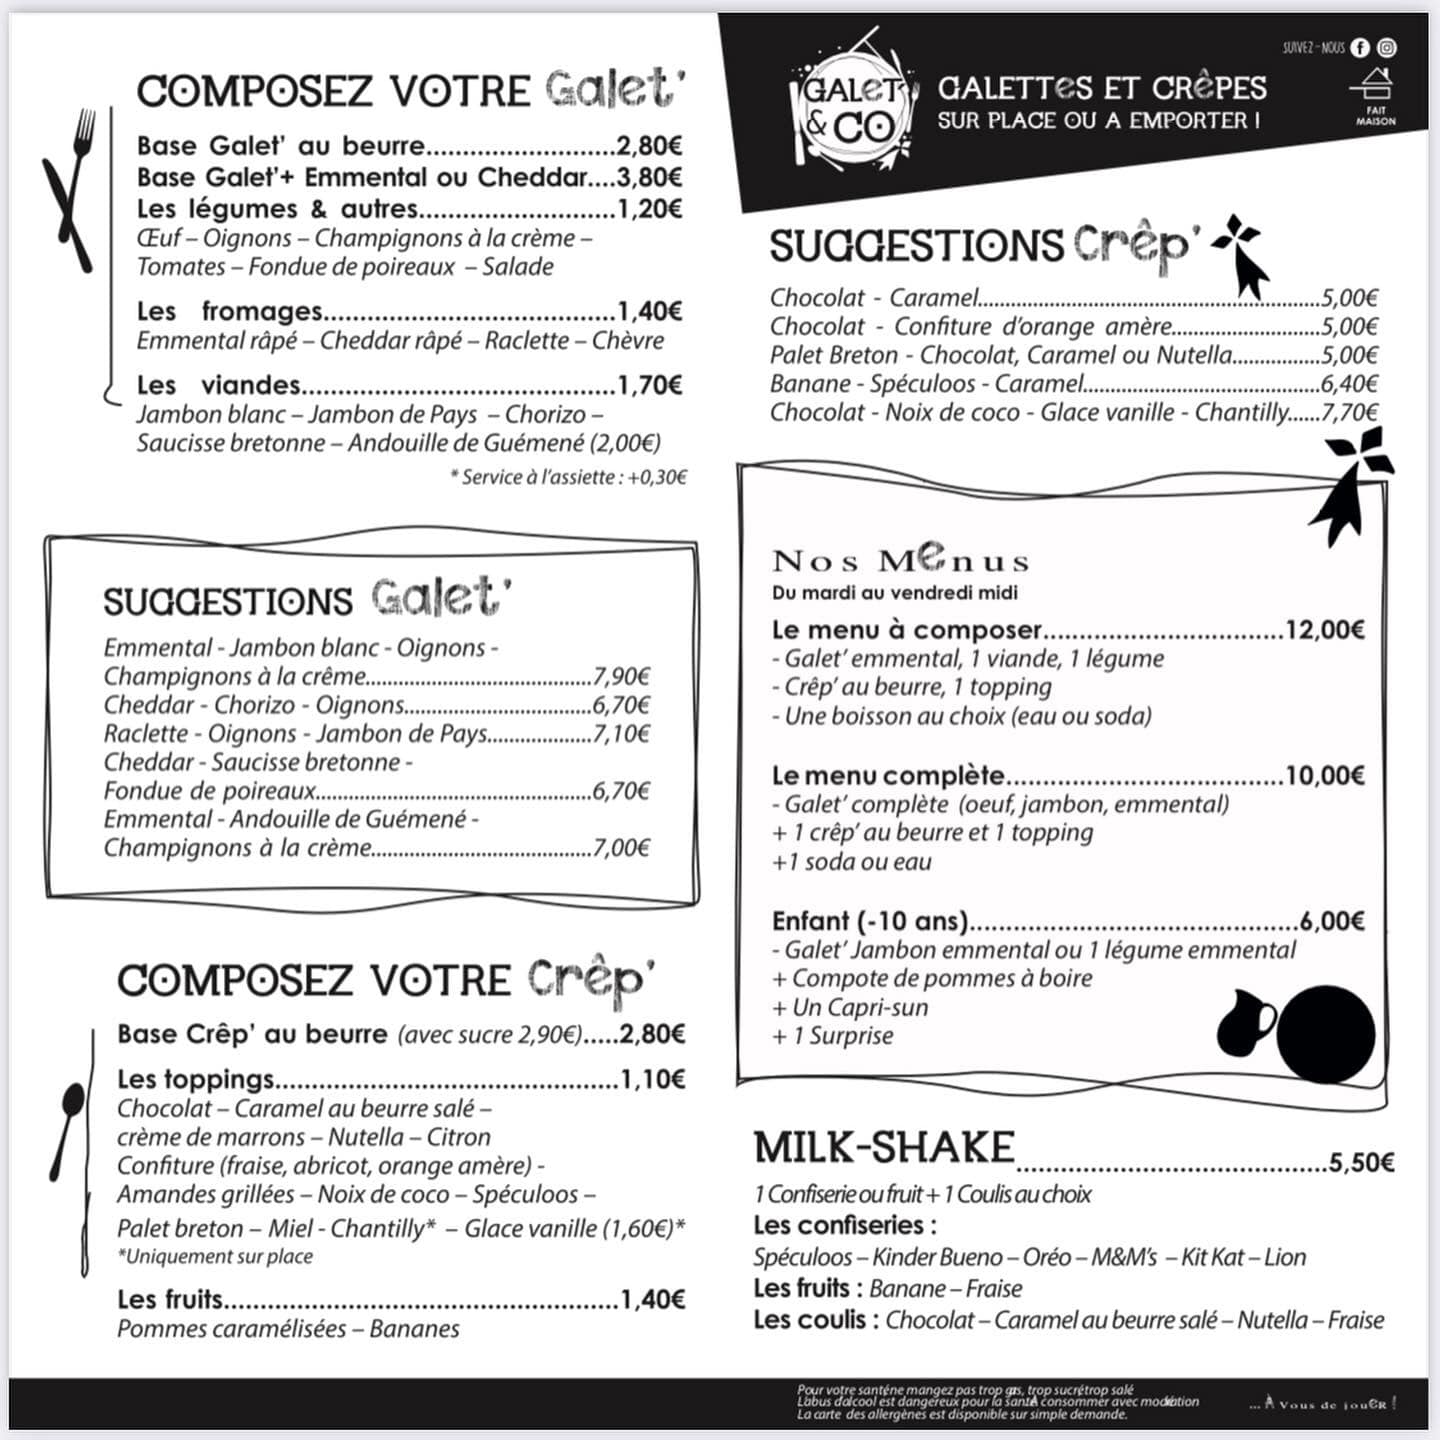 COMPOSEZ VOTRE Galet'
Base Galet' au beurre..........................2,80€
Base Galet'+ Emmental ou Cheddar....3,80€
Les légumes & autres...........................1,20€
Œuf – Oignons – Champignons à la crème –
Tomates – Fondue de poireaux – Salade
Les fromages........................................1,40€
Emmental râpé – Cheddar râpé – Raclette – Chèvre
Les viandes...........................................1,70€
Jambon blanc – Jambon de Pays – Chorizo –
Saucisse bretonne – Andouille de Guémené (2,00€)
* Service à l'assiette : +0,30€
SUGGESTIONS Galet'
Emmental - Jambon blanc - Oignons -
Champignons à la crême..................................7,90€
Cheddar - Chorizo - Oignons............................6,70€
Raclette - Oignons - Jambon de Pays..................7,10€
Cheddar - Saucisse bretonne -
Fondue de poireaux..........................................6,70€
Emmental - Andouille de Guémené -
Champignons à la crème..................................7,00€
COMPOSEZ VOTRE Crêp'
Base Crêp' au beurre (avec sucre 2,90€).....2,80€
Les toppings...............................................1,10€
Chocolat – Caramel au beurre salé –
crème de marrons – Nutella – Citron
Confiture (fraise, abricot, orange amère) -
Amandes grillées – Noix de coco – Spéculoos –
Palet breton – Miel - Chantilly* – Glace vanille (1,60€)*
*Uniquement sur place
Les fruits......................................................1,40€
Pommes caramélisées – Bananes
SUIVEZ-NOUS
GALET & CO
GALETTES ET CRÊPES
SUR PLACE OU A EMPORTER !
FAIT
MAISON
SUGGESTIONS Crêp'
Chocolat - Caramel....................................................5,00€
Chocolat - Confiture d'orange amère.......................5,00€
Palet Breton - Chocolat, Caramel ou Nutella...............5,00€
Banane - Spéculoos - Caramel......................................6,40€
Chocolat - Noix de coco - Glace vanille - Chantilly......7,70€
Nos Menus
Du mardi au vendredi midi
Le menu à composer.................................12,00€
- Galet' emmental, 1 viande, 1 légume
- Crêp' au beurre, 1 topping
- Une boisson au choix (eau ou soda)
Le menu complète......................................10,00€
- Galet' complète (oeuf, jambon, emmental)
+ 1 crêp' au beurre et 1 topping
+1 soda ou eau
Enfant (-10 ans).............................................6,00€
- Galet' Jambon emmental ou 1 légume emmental
+ Compote de pommes à boire
+ Un Capri-sun
+ 1 Surprise
MILK-SHAKE..........................................5,50€
1 Confiserie ou fruit + 1 Coulis au choix
Les confiseries :
Spéculoos – Kinder Bueno – Oréo – M&M's – Kit Kat – Lion
Les fruits : Banane – Fraise
Les coulis : Chocolat – Caramel au beurre salé – Nutella – Fraise
Pour votre santéne mangez pas trop gras, trop sucrétrop salé
L'abus d'alcool est dangereux pour la santé À consommer avec modération
La carte des allergènes est disponible sur simple demande.
... À Vous de jouer !